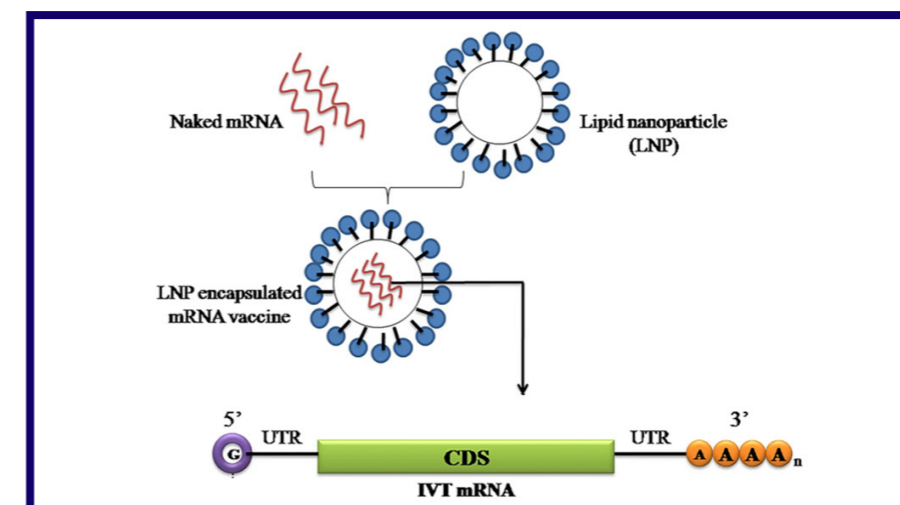 Naked mRNA
Lipid nanoparticle
(LNP)
LNP encapsulated
mRNA vaccine
5’
3’
UTR
UTR
G
CDS
A A A A n
IVT mRNA